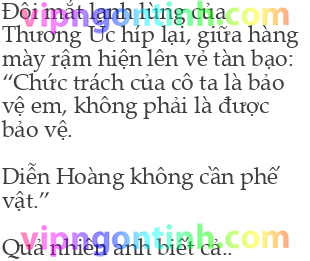 Đôi mắt lạnh lùng của
Thương Úc híp lại, giữa hàng
mày rậm hiện lên vẻ tàn bạo:
“Chức trách của cô ta là bảo
vệ em, không phải là được
bảo vệ.

Diễn Hoàng không cần phế
vật.”

Quả nhiên anh biết cả..
vipngontinh.com
vipngontinh.com